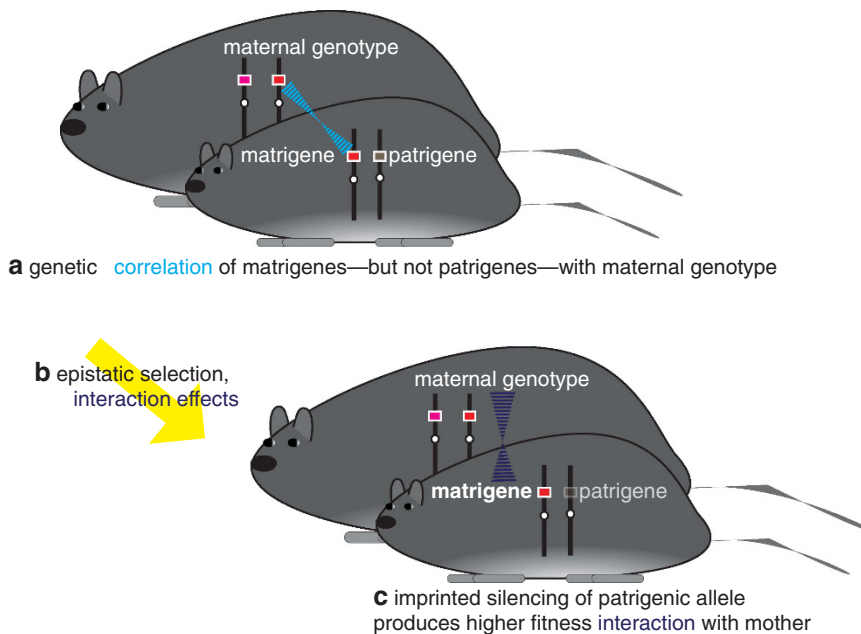 maternal genotype
matrigene patrigene
a genetic correlation of matrigenes—but not patrigenes—with maternal genotype
b epistatic selection,
interaction effects
maternal genotype
matrigene patrigene
c imprinted silencing of patrigenic allele
produces higher fitness interaction with mother